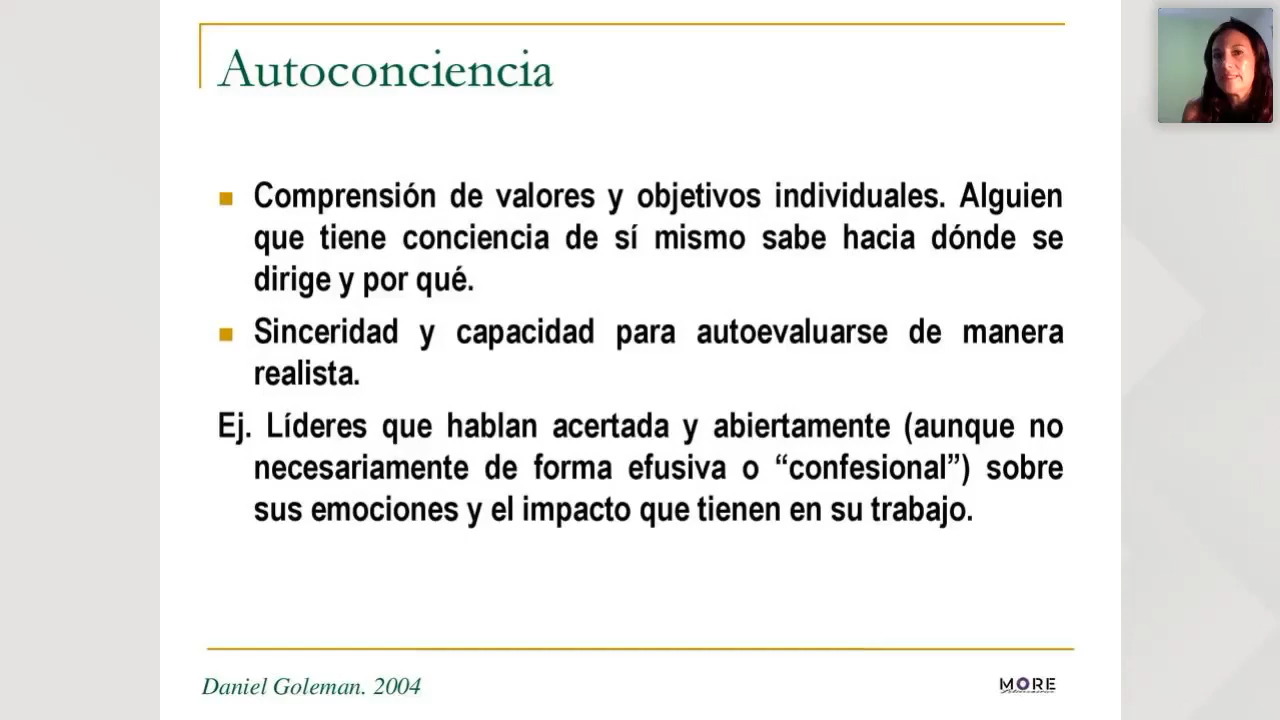 Autoconciencia
Comprensión de valores y objetivos individuales. Alguien
que tiene conciencia de sí mismo sabe hacia dónde se
dirige y por qué.
Sinceridad y capacidad para autoevaluarse de manera
realista.
Ej. Líderes que hablan acertada y abiertamente (aunque no
necesariamente de forma efusiva o “confesional”) sobre
sus emociones y el impacto que tienen en su trabajo.
Daniel Goleman. 2004
MORE